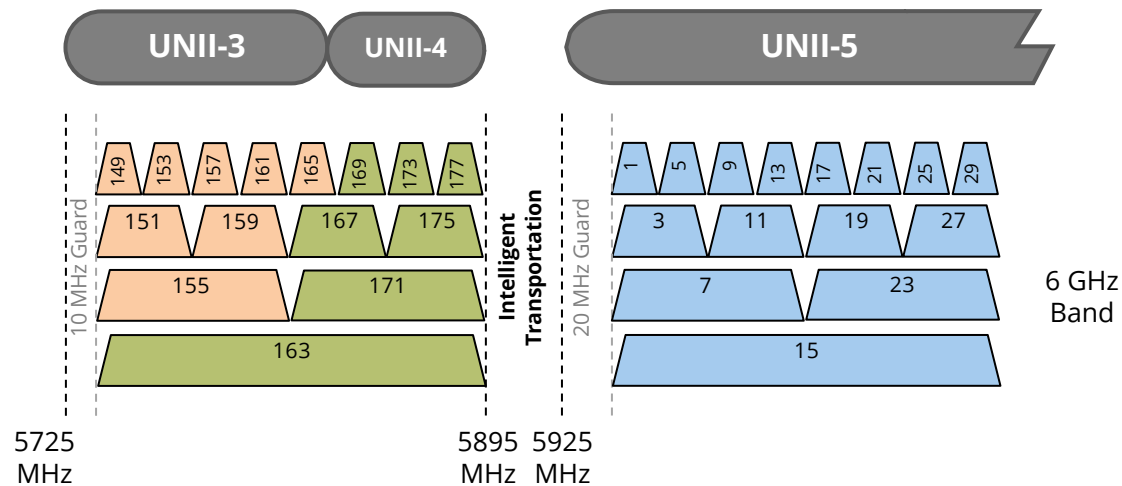 UNII-3
UNII-4
UNII-5
149
153
157
161
165
169
173
177
1
5
9
13
17
21
25
29
151
159
167
175
3
11
19
27
155
171
7
23
163
15
10 MHz Guard
Intelligent
Transportation
20 MHz Guard
6 GHz
Band
5725
MHz
5895
MHz
5925
MHz